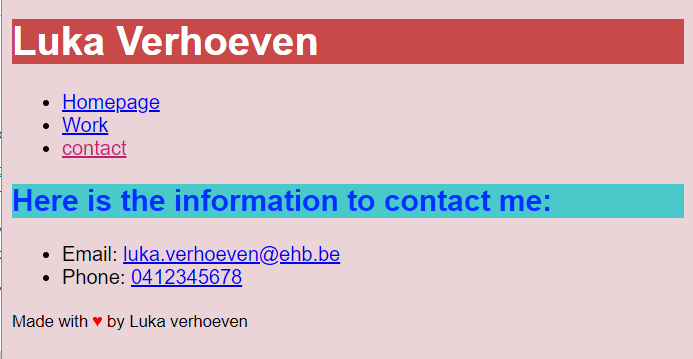 Luka Verhoeven
Homepage
Work
contact
Here is the information to contact me:
Email: luka.verhoeven@ehb.be
Phone: 0412345678
Made with ♥ by Luka verhoeven